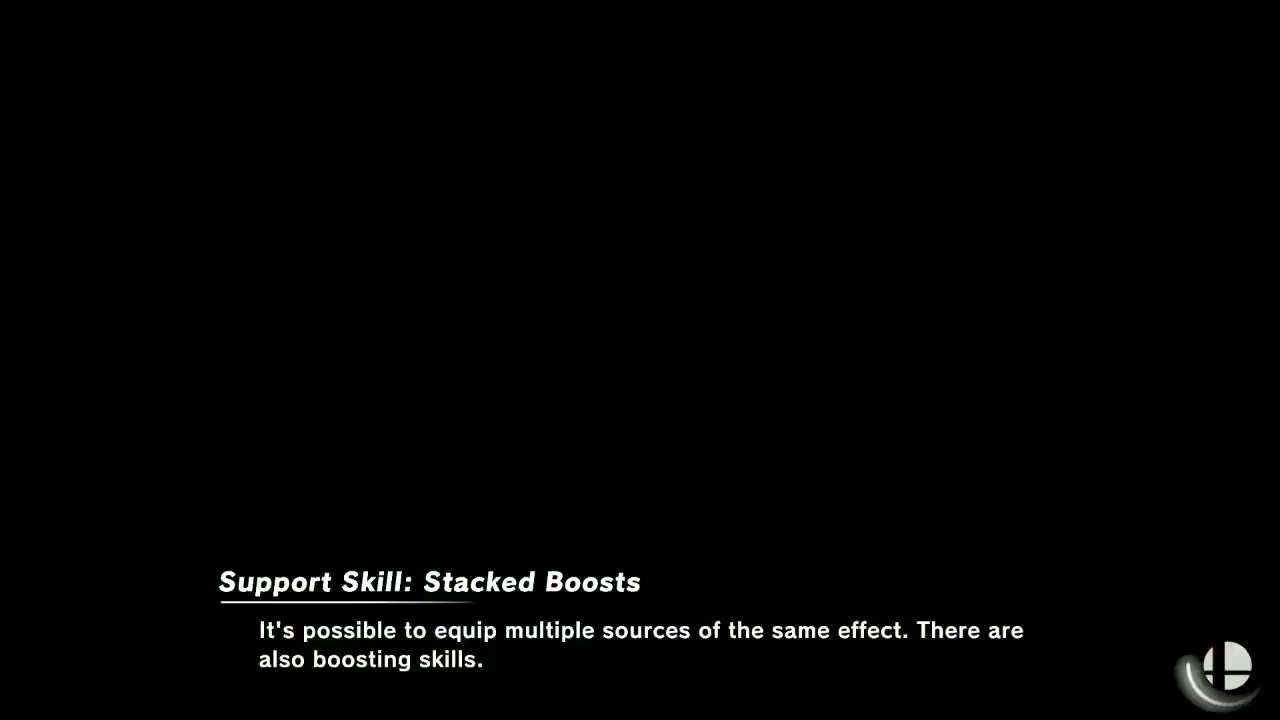 Support Skill: Stacked Boosts
It's possible to equip multiple sources of the same effect. There are
also boosting skills.